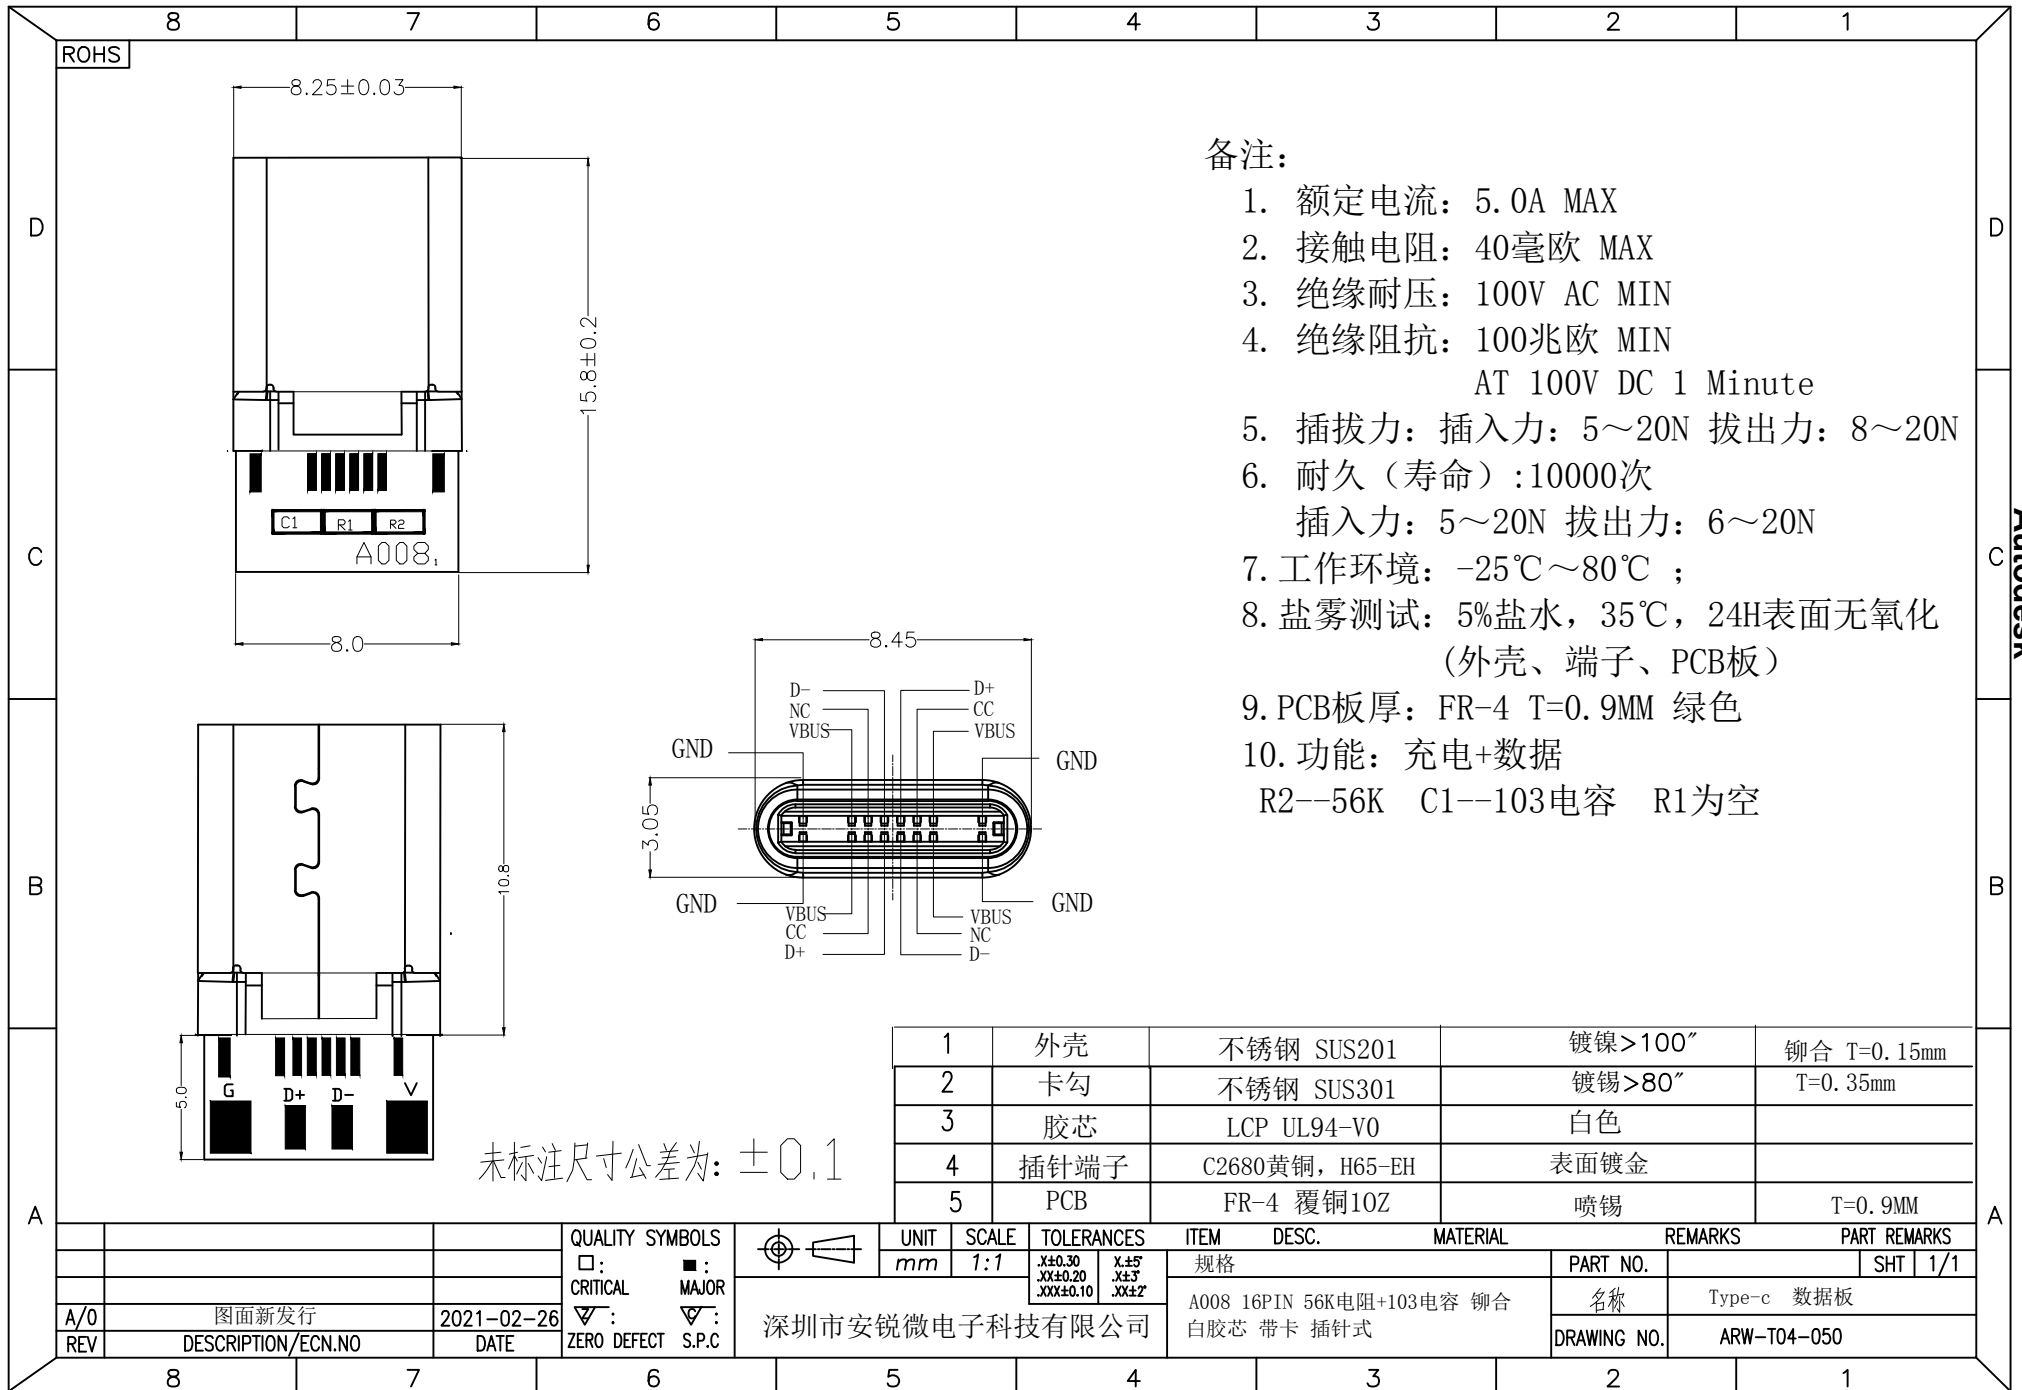 8 7 6 5 4 3 2 1
ROHS
8.25±0.03
15.8±0.2
C1 R1 R2
A008
8.0
D D
C C
B B
A A
备注：
1. 额定电流：5.0A MAX
2. 接触电阻：40毫欧 MAX
3. 绝缘耐压：100V AC MIN
4. 绝缘阻抗：100兆欧 MIN
AT 100V DC 1 Minute
5. 插拔力：插入力：5～20N 拔出力：8～20N
6. 耐久（寿命）:10000次
插入力：5～20N 拔出力：6～20N
7.工作环境：-25℃～80℃ ；
8.盐雾测试：5%盐水，35℃，24H表面无氧化
(外壳、端子、PCB板）
9.PCB板厚：FR-4 T=0.9MM 绿色
10.功能：充电+数据
R2--56K C1--103电容 R1为空
8.45
D- D+
NC CC
VBUS VBUS
GND GND
3.05
GND GND
VBUS VBUS
CC NC
D+ D-
10.8
5.0
G D+ D- V
未标注尺寸公差为：±0.1
1 外壳 不锈钢 SUS201 镀镍>100″ 铆合 T=0.15mm
2 卡勾 不锈钢 SUS301 镀锡>80″ T=0.35mm
3 胶芯 LCP UL94-V0 白色
4 插针端子 C2680黄铜，H65-EH 表面镀金
5 PCB FR-4 覆铜1OZ 喷锡 T=0.9MM
ITEM DESC. MATERIAL REMARKS PART REMARKS
QUALITY SYMBOLS
□: ■:
CRITICAL MAJOR
Z: C:
ZERO DEFECT S.P.C
UNIT SCALE TOLERANCES
mm 1:1
.X±0.30 X.±5°
.XX±0.20 .X±3°
.XXX±0.10 .XX±2°
深圳市安锐微电子科技有限公司
规格
A008 16PIN 56K电阻+103电容 铆合
白胶芯 带卡 插针式
PART NO. SHT 1/1
名称 Type-c 数据板
DRAWING NO. ARW-T04-050
A/0 图面新发行 2021-02-26
REV DESCRIPTION/ECN.NO DATE
8 7 6 5 4 3 2 1
Autodesk